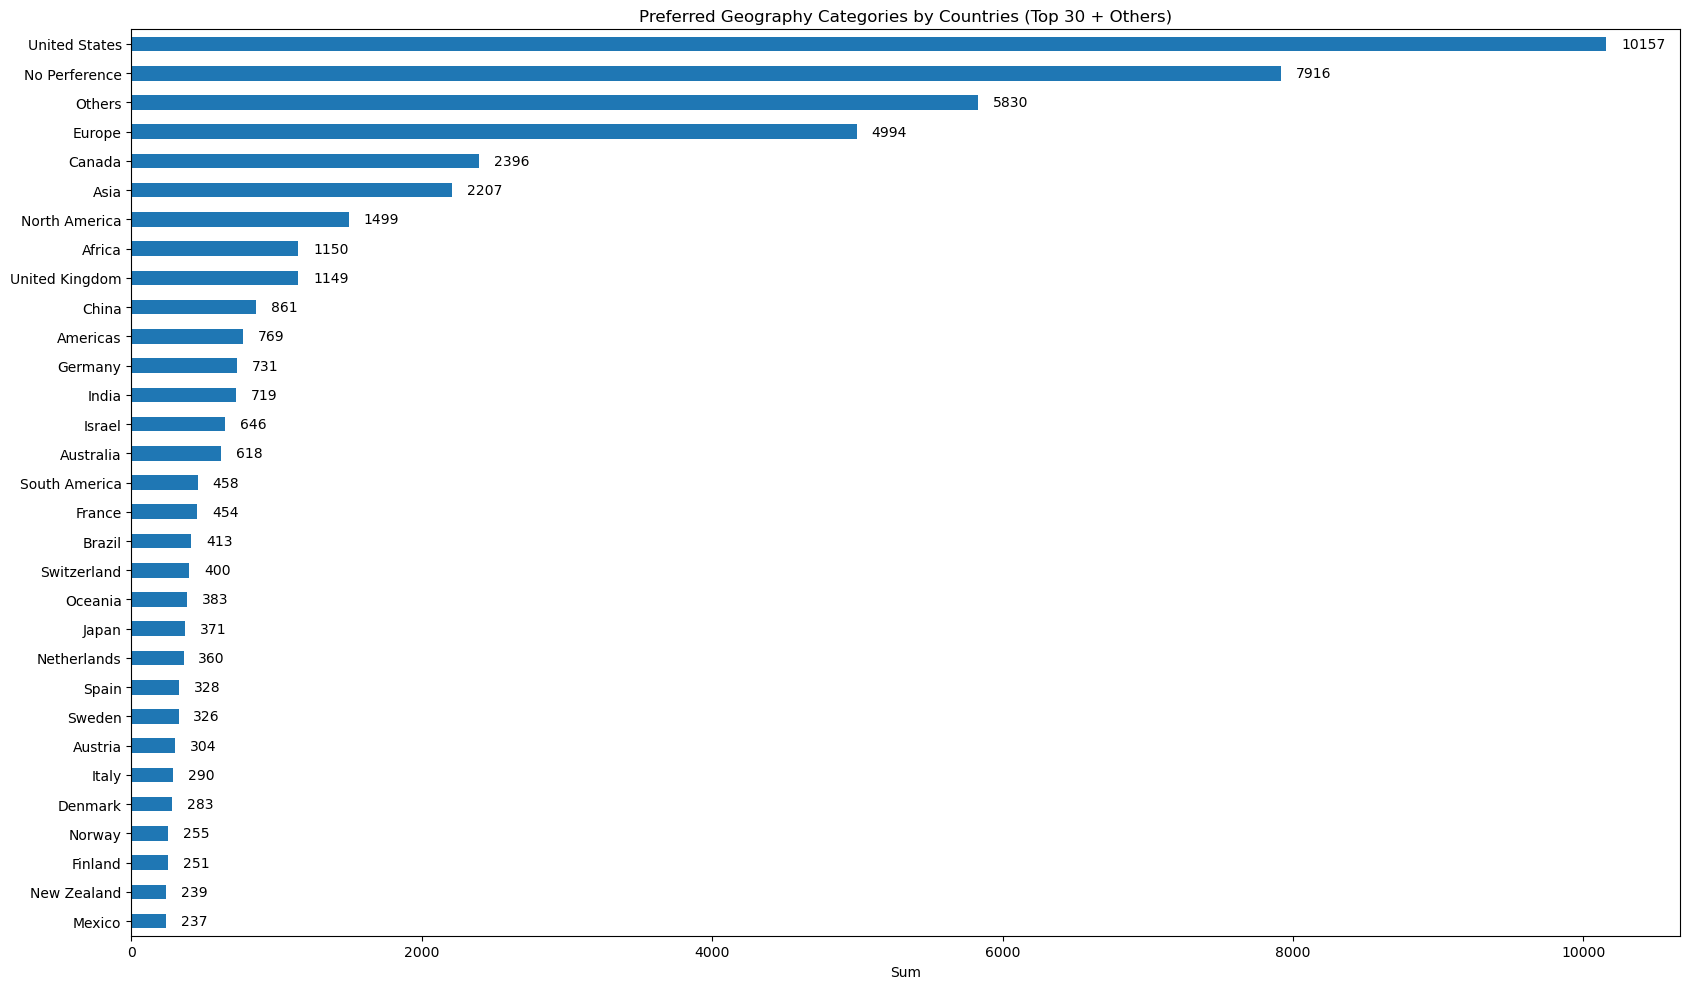 Preferred Geography Categories by Countries (Top 30 + Others)
United States 10157
No Perference 7916
Others 5830
Europe 4994
Canada 2396
Asia 2207
North America 1499
Africa 1150
United Kingdom 1149
China 861
Americas 769
Germany 731
India 719
Israel 646
Australia 618
South America 458
France 454
Brazil 413
Switzerland 400
Oceania 383
Japan 371
Netherlands 360
Spain 328
Sweden 326
Austria 304
Italy 290
Denmark 283
Norway 255
Finland 251
New Zealand 239
Mexico 237
0 2000 4000 6000 8000 10000
Sum